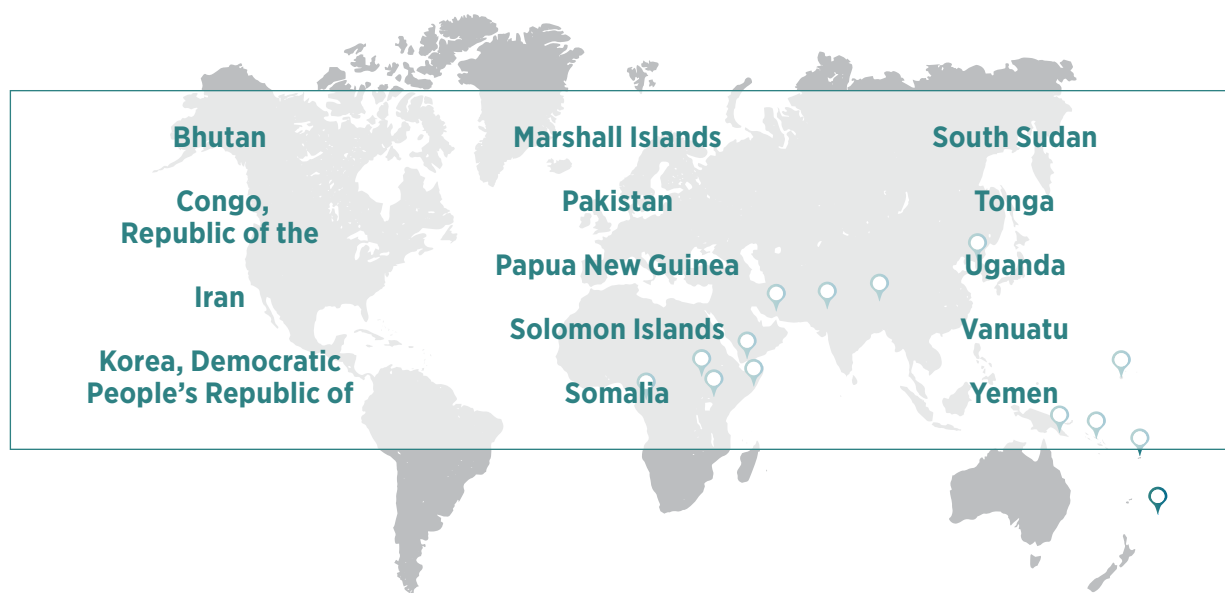 Bhutan
Congo,
Republic of the
Iran
Korea, Democratic
People’s Republic of
Marshall Islands
Pakistan
Papua New Guinea
Solomon Islands
Somalia
South Sudan
Tonga
Uganda
Vanuatu
Yemen